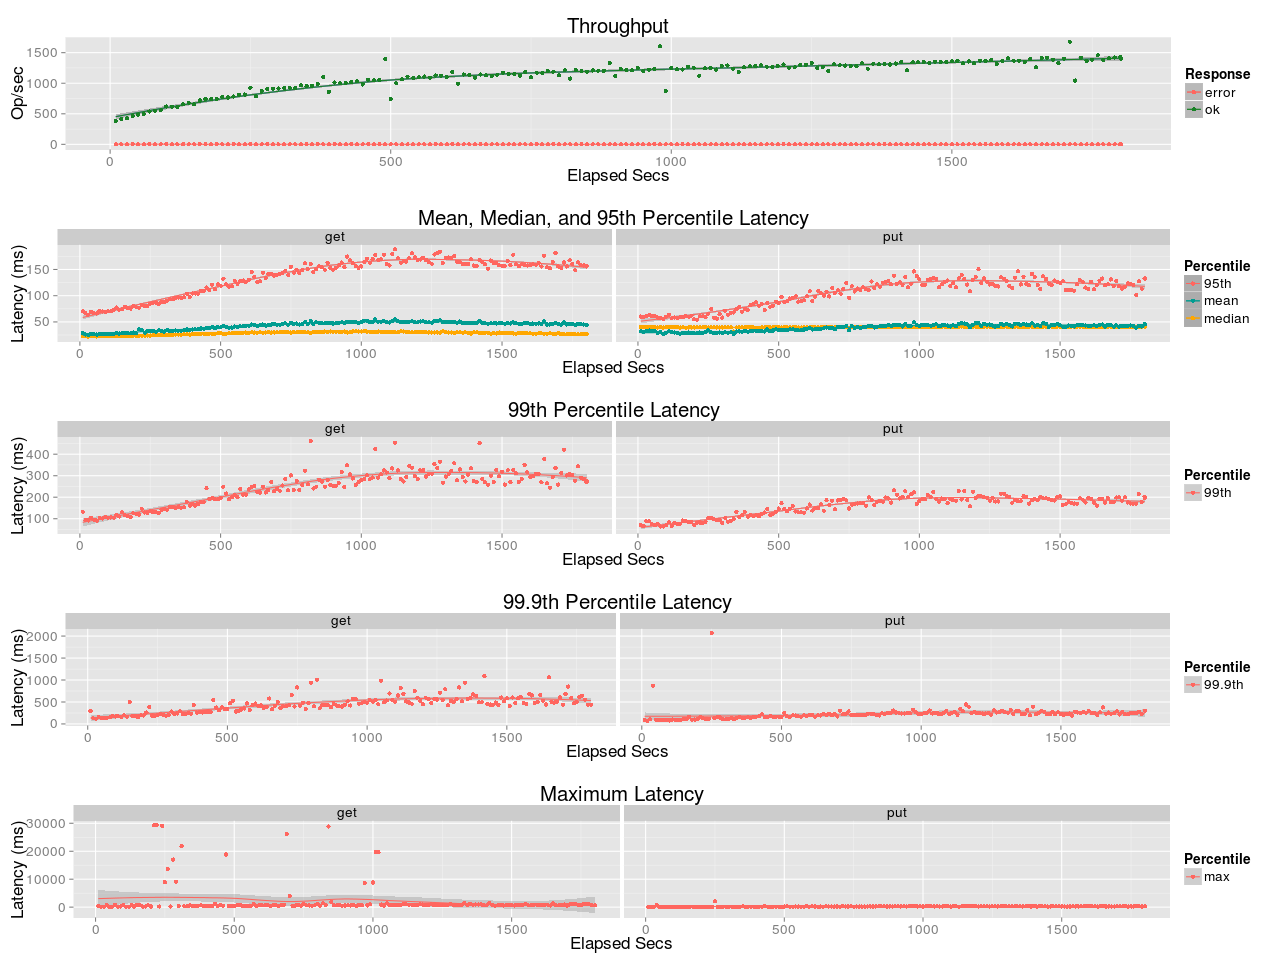 Throughput
Op/sec
1500
1000
500
0
0 500 1000 1500
Elapsed Secs
Response
error
ok
Mean, Median, and 95th Percentile Latency
get put
Latency (ms)
150
100
50
0 500 1000 1500 0 500 1000 1500
Elapsed Secs
Percentile
95th
mean
median
99th Percentile Latency
get put
Latency (ms)
400
300
200
100
0 500 1000 1500 0 500 1000 1500
Elapsed Secs
Percentile
99th
99.9th Percentile Latency
get put
Latency (ms)
2000
1500
1000
500
0
0 500 1000 1500 0 500 1000 1500
Elapsed Secs
Percentile
99.9th
Maximum Latency
get put
Latency (ms)
30000
20000
10000
0
0 500 1000 1500 0 500 1000 1500
Elapsed Secs
Percentile
max